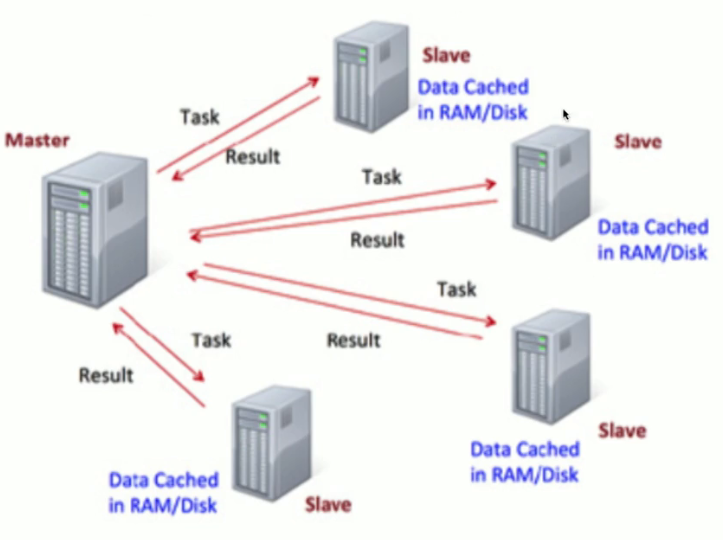 Slave
Data Cached
in RAM/Disk
Task
Master
Result
Slave
Task
Data Cached
in RAM/Disk
Result
Task
Task
Result
Result
Slave
Data Cached
in RAM/Disk
Data Cached
in RAM/Disk
Slave